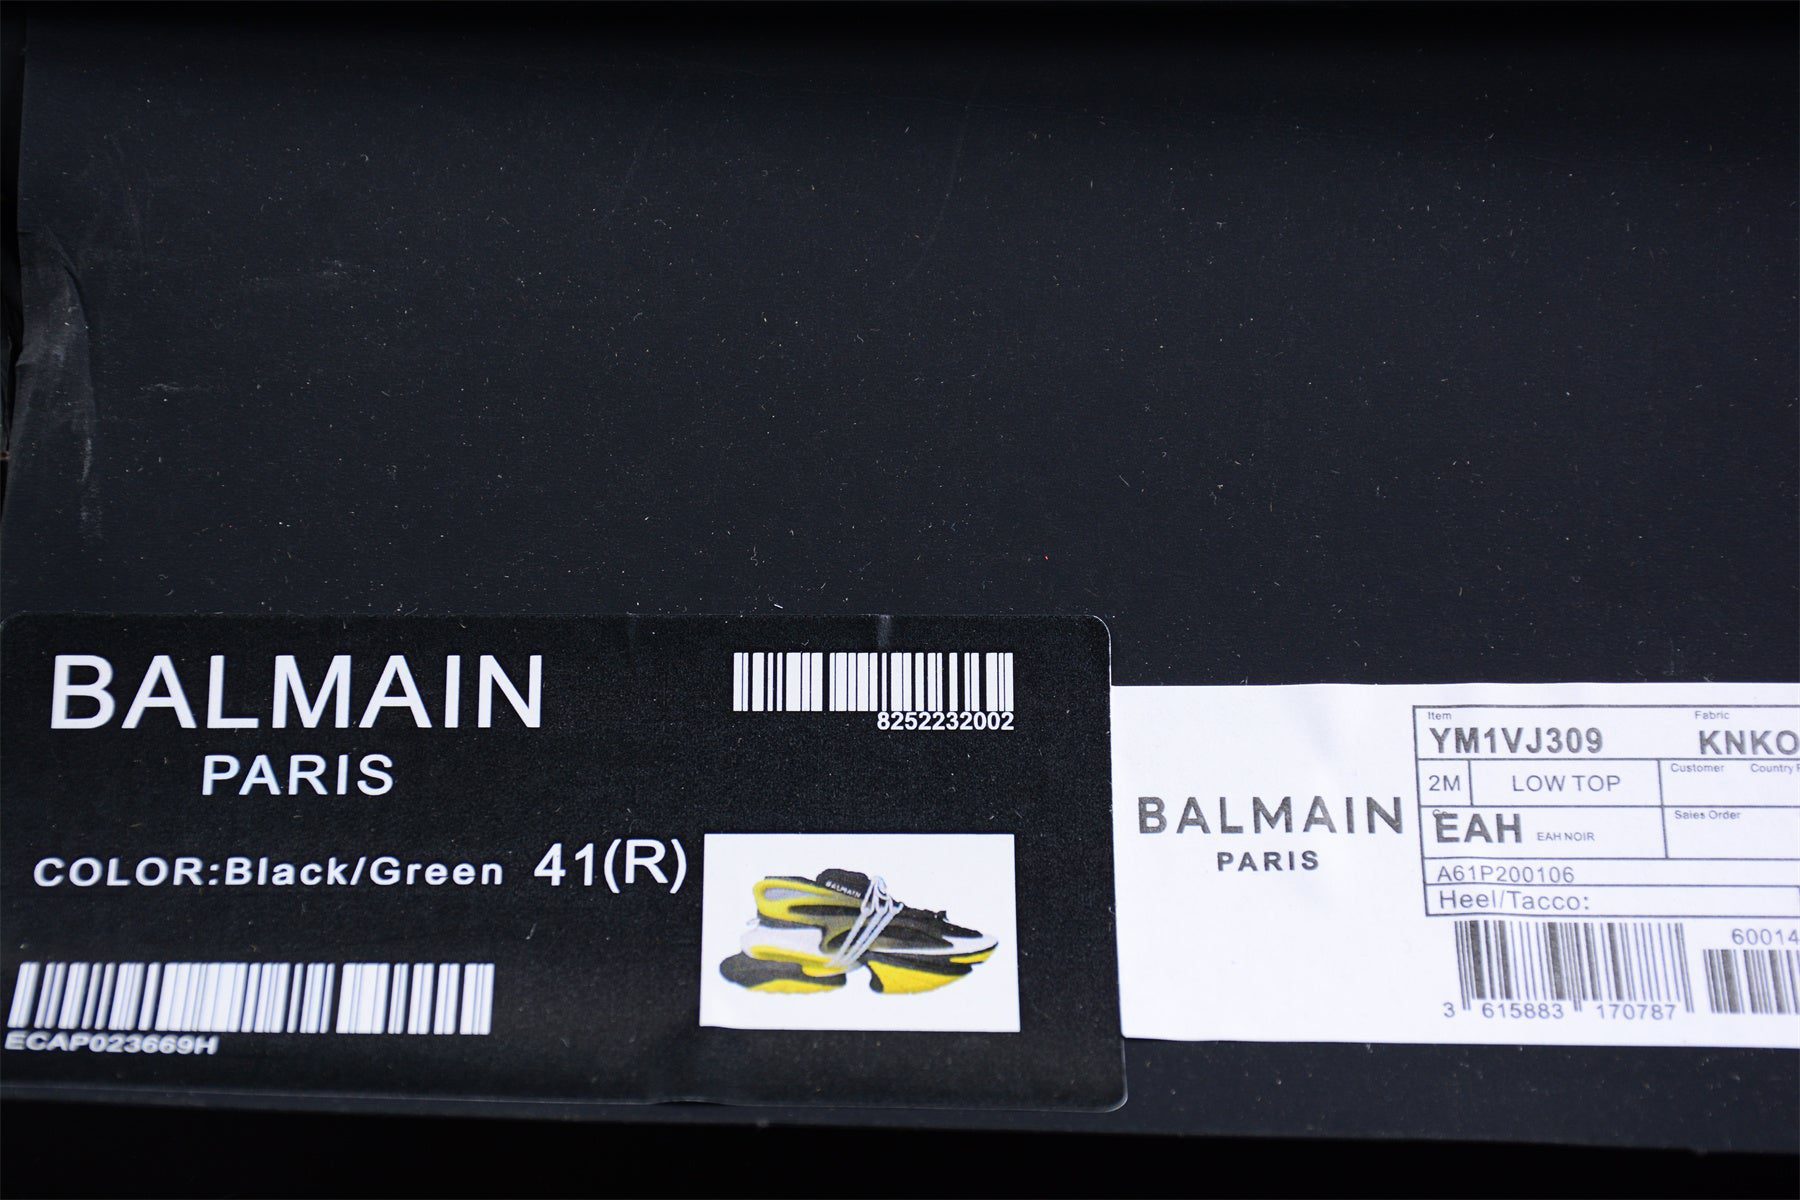 BALMAIN
PARIS
8252232002
COLOR:Black/Green 41(R)
BALMAIN
ECAP023669H
BALMAIN
PARIS
Item
YM1VJ309
Fabric
KNKO
2M
LOW TOP
Customer
Country
EAH EAH NOIR
Sales Order
A61P200106
Heel/Tacco:
3 615883 170787
60014